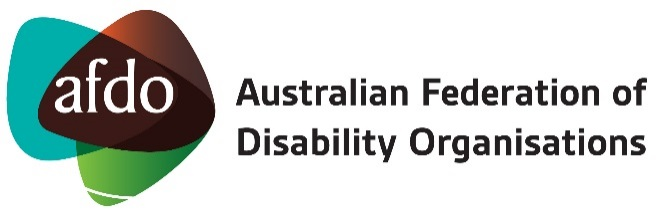 afdo
Australian Federation of
Disability Organisations